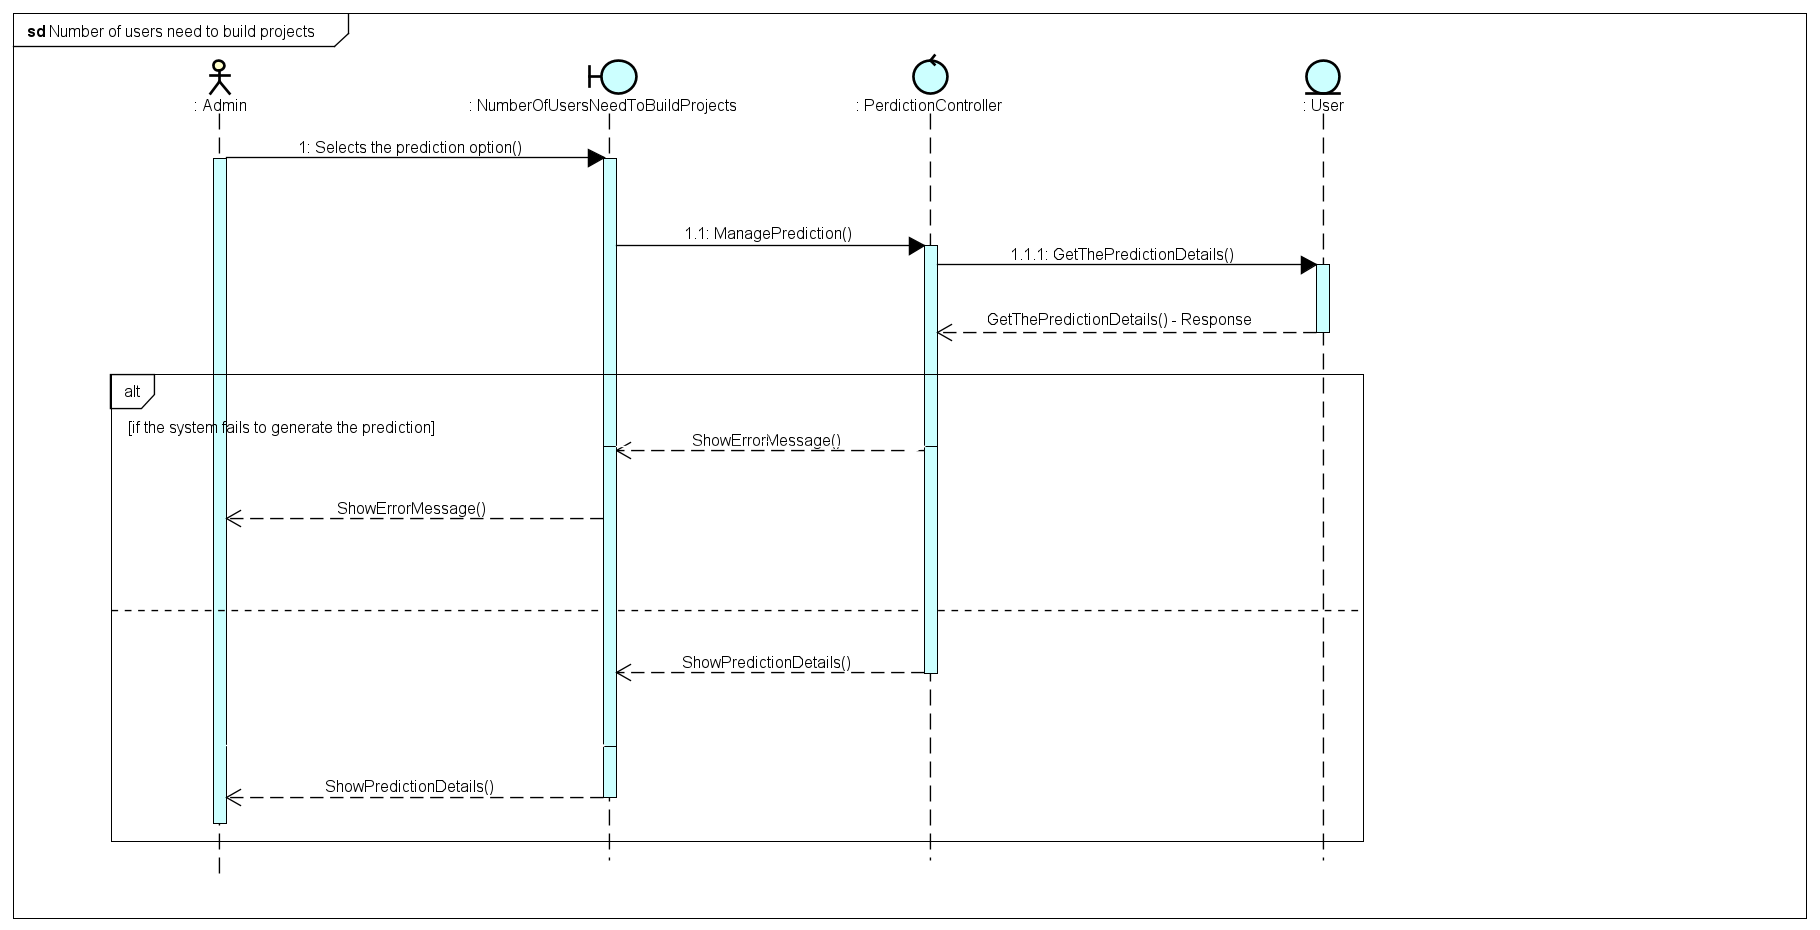 sd Number of users need to build projects
: Admin
: NumberOfUsersNeedToBuildProjects
: PerdictionController
: User
1: Selects the prediction option()
1.1: ManagePrediction()
1.1.1: GetThePredictionDetails()
GetThePredictionDetails() - Response
alt
[if the system fails to generate the prediction]
ShowErrorMessage()
ShowErrorMessage()
ShowPredictionDetails()
ShowPredictionDetails()